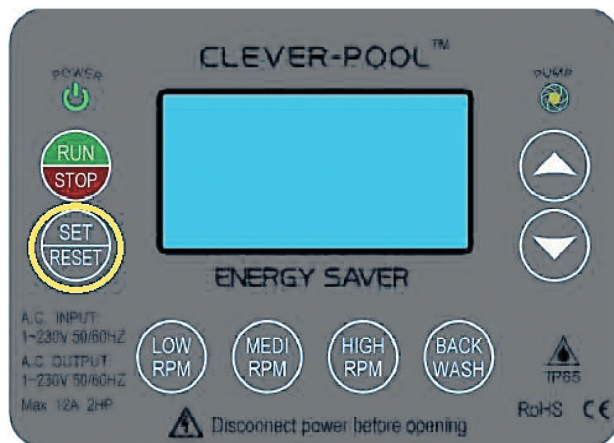 CLEVER-POOL™
POWER
PUMP
RUN
STOP
SET
RESET
ENERGY SAVER
A.C. INPUT:
1~230V 50/60HZ
A.C. OUTPUT:
1~230V 50/60HZ
Max 12A 2HP
LOW
RPM
MEDI
RPM
HIGH
RPM
BACK
WASH
IP65
RoHS CE
Disconnect power before opening